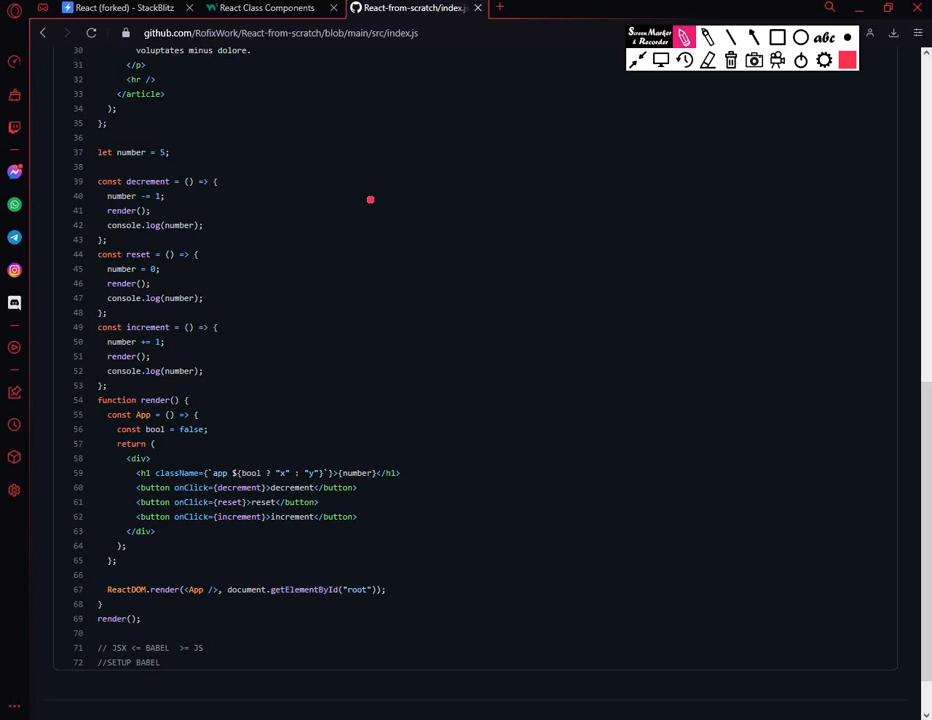 React (forked) - StackBlitz
React Class Components
React-from-scratch/index.js
github.com/RofixWork/React-from-scratch/blob/main/src/index.js
Screen Marker & Recorder
abc
30 voluptates minus dolore.
31 </p>
32 <hr />
33 </article>
34 );
35 };
36
37 let number = 5;
38
39 const decrement = () => {
40 number -= 1;
41 render();
42 console.log(number);
43 };
44 const reset = () => {
45 number = 0;
46 render();
47 console.log(number);
48 };
49 const increment = () => {
50 number += 1;
51 render();
52 console.log(number);
53 };
54 function render() {
55 const App = () => {
56 const bool = false;
57 return (
58 <div>
59 <h1 className={`app ${bool ? "x" : "y"}`}>{number}</h1>
60 <button onClick={decrement}>decrement</button>
61 <button onClick={reset}>reset</button>
62 <button onClick={increment}>increment</button>
63 </div>
64 );
65 };
66
67 ReactDOM.render(<App />, document.getElementById("root"));
68 }
69 render();
70
71 // JSX <= BABEL >= JS
72 //SETUP BABEL